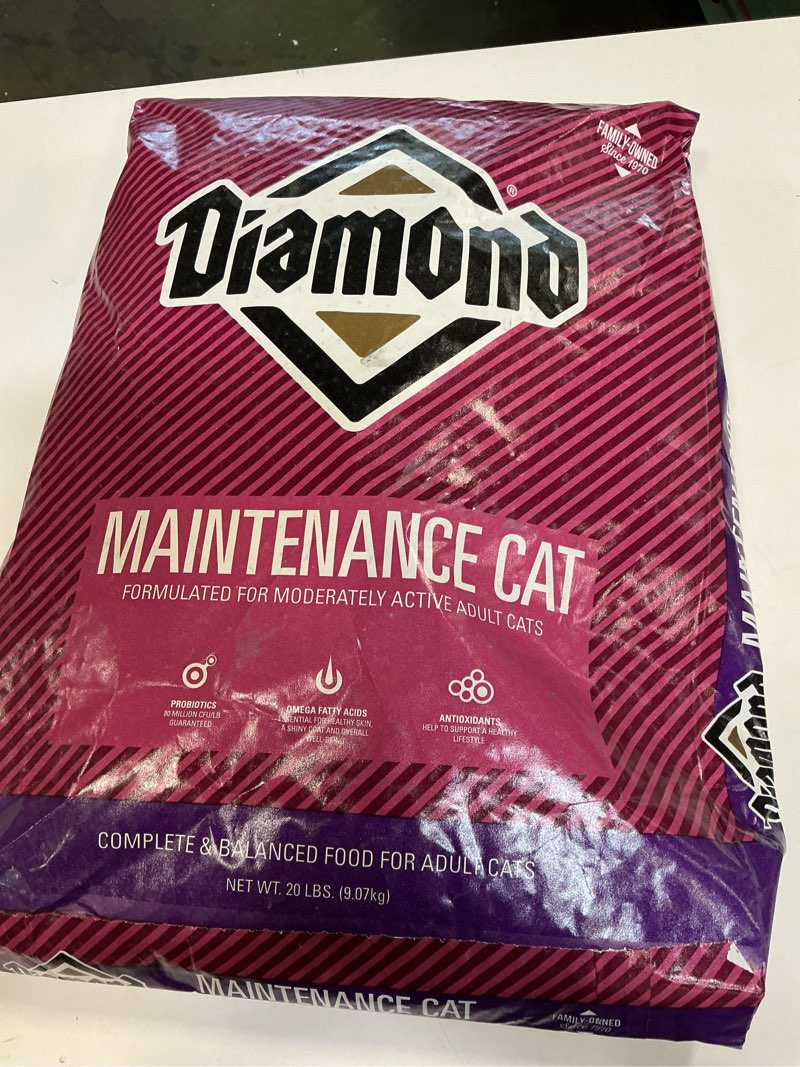 FAMILY-OWNED
Since 1970
Diamond®
MAINTENANCE CAT
FORMULATED FOR MODERATELY ACTIVE ADULT CATS
PROBIOTICS
80 MILLION CFU/LB
GUARANTEED
OMEGA FATTY ACIDS
ESSENTIAL FOR HEALTHY SKIN,
A SHINY COAT AND OVERALL
WELL-BEING
ANTIOXIDANTS
HELP TO SUPPORT A HEALTHY
LIFESTYLE
COMPLETE & BALANCED FOOD FOR ADULT CATS
NET WT. 20 LBS. (9.07kg)
MAINTENANCE CAT
FAMILY-OWNED
Since 1970
Diamond